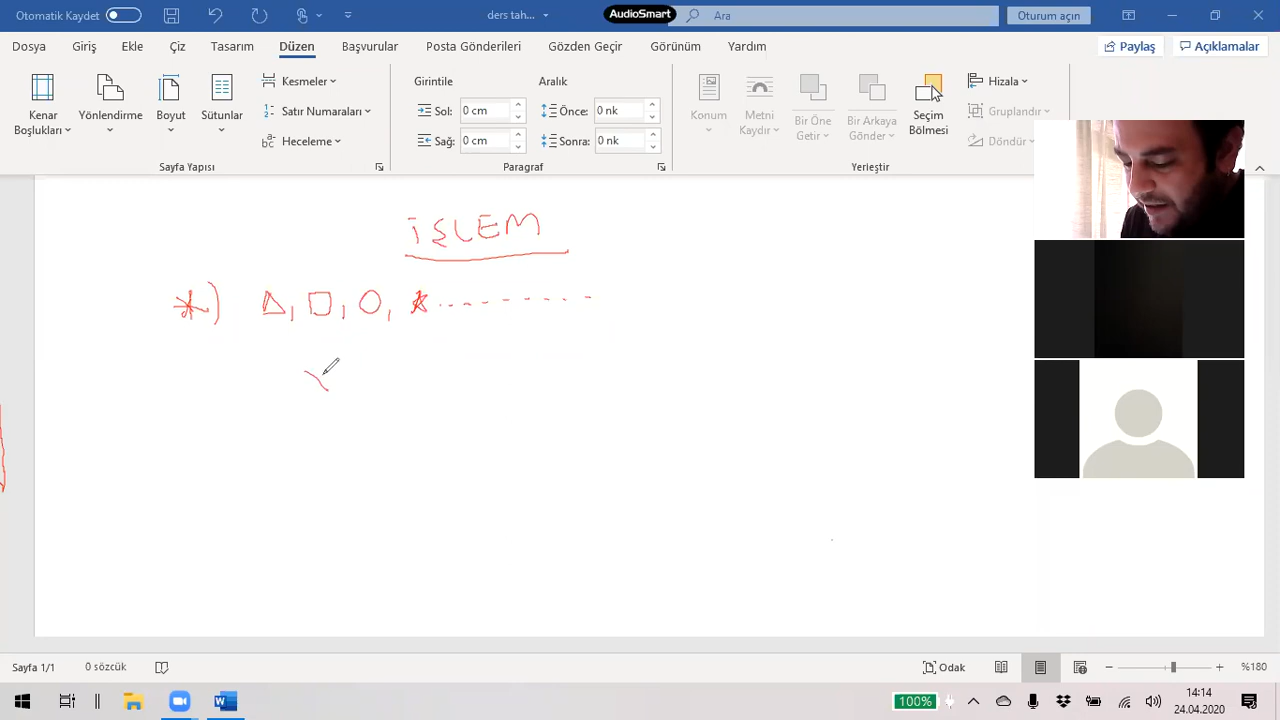 Otomatik Kaydet
ders tah...
AudioSmart
Ara
Oturum açın
Dosya Giriş Ekle Çiz Tasarım Düzen Başvurular Posta Gönderileri Gözden Geçir Görünüm Yardım
Paylaş Açıklamalar
Kenar Boşlukları
Yönlendirme
Boyut
Sütunlar
Kesmeler
Satır Numaraları
Heceleme
Sayfa Yapısı
Girintile Aralık
Sol: 0 cm Önce: 0 nk
Sağ: 0 cm Sonra: 0 nk
Paragraf
Konum
Metni Kaydır
Bir Öne Getir
Bir Arkaya Gönder
Seçim Bölmesi
Hizala
Gruplandır
Döndür
Yerleştir
İŞLEM
*) △, □, ○, ☆ ---------
Sayfa 1/1 0 sözcük
Odak
%180
100%
14:14
24.04.2020